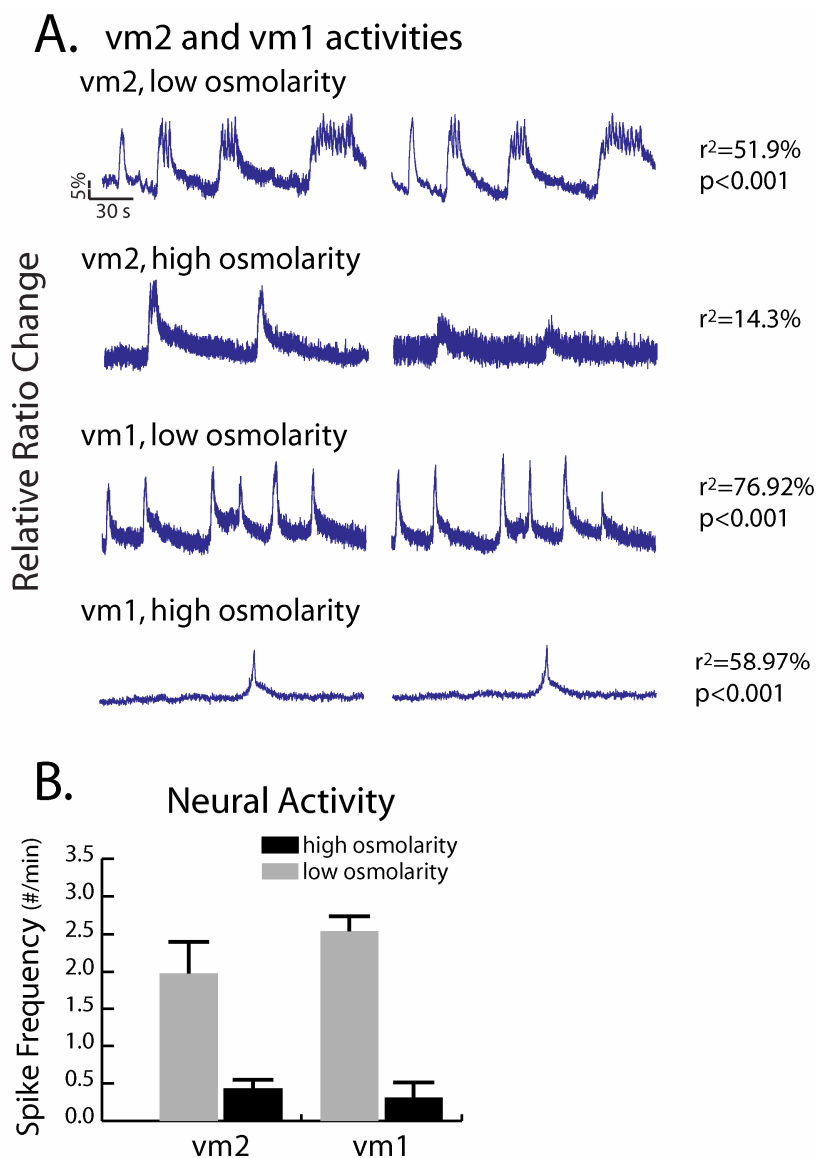 A. vm2 and vm1 activities
vm2, low osmolarity
r²=51.9%
p<0.001
5%
30 s
vm2, high osmolarity
r²=14.3%
Relative Ratio Change
vm1, low osmolarity
r²=76.92%
p<0.001
vm1, high osmolarity
r²=58.97%
p<0.001
B.
Neural Activity
high osmolarity
low osmolarity
Spike Frequency (#/min)
3.5
3.0
2.5
2.0
1.5
1.0
0.5
0.0
vm2 vm1